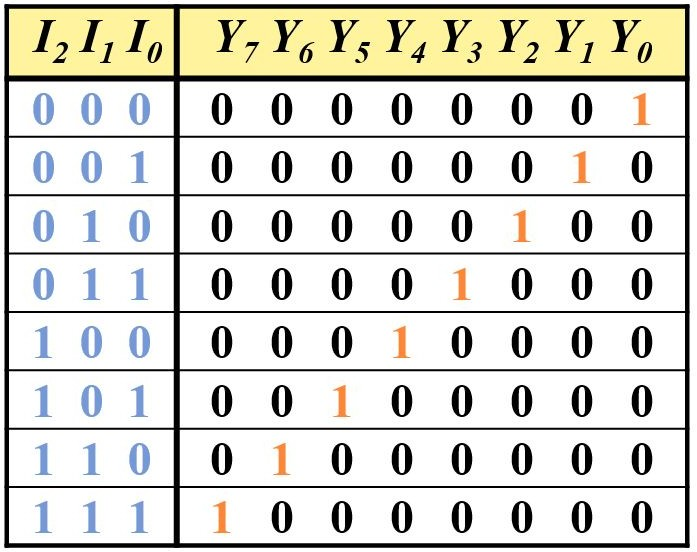 I2 I1 I0 Y7 Y6 Y5 Y4 Y3 Y2 Y1 Y0
0 0 0 0 0 0 0 0 0 0 1
0 0 1 0 0 0 0 0 0 1 0
0 1 0 0 0 0 0 0 1 0 0
0 1 1 0 0 0 0 1 0 0 0
1 0 0 0 0 0 1 0 0 0 0
1 0 1 0 0 1 0 0 0 0 0
1 1 0 0 1 0 0 0 0 0 0
1 1 1 1 0 0 0 0 0 0 0